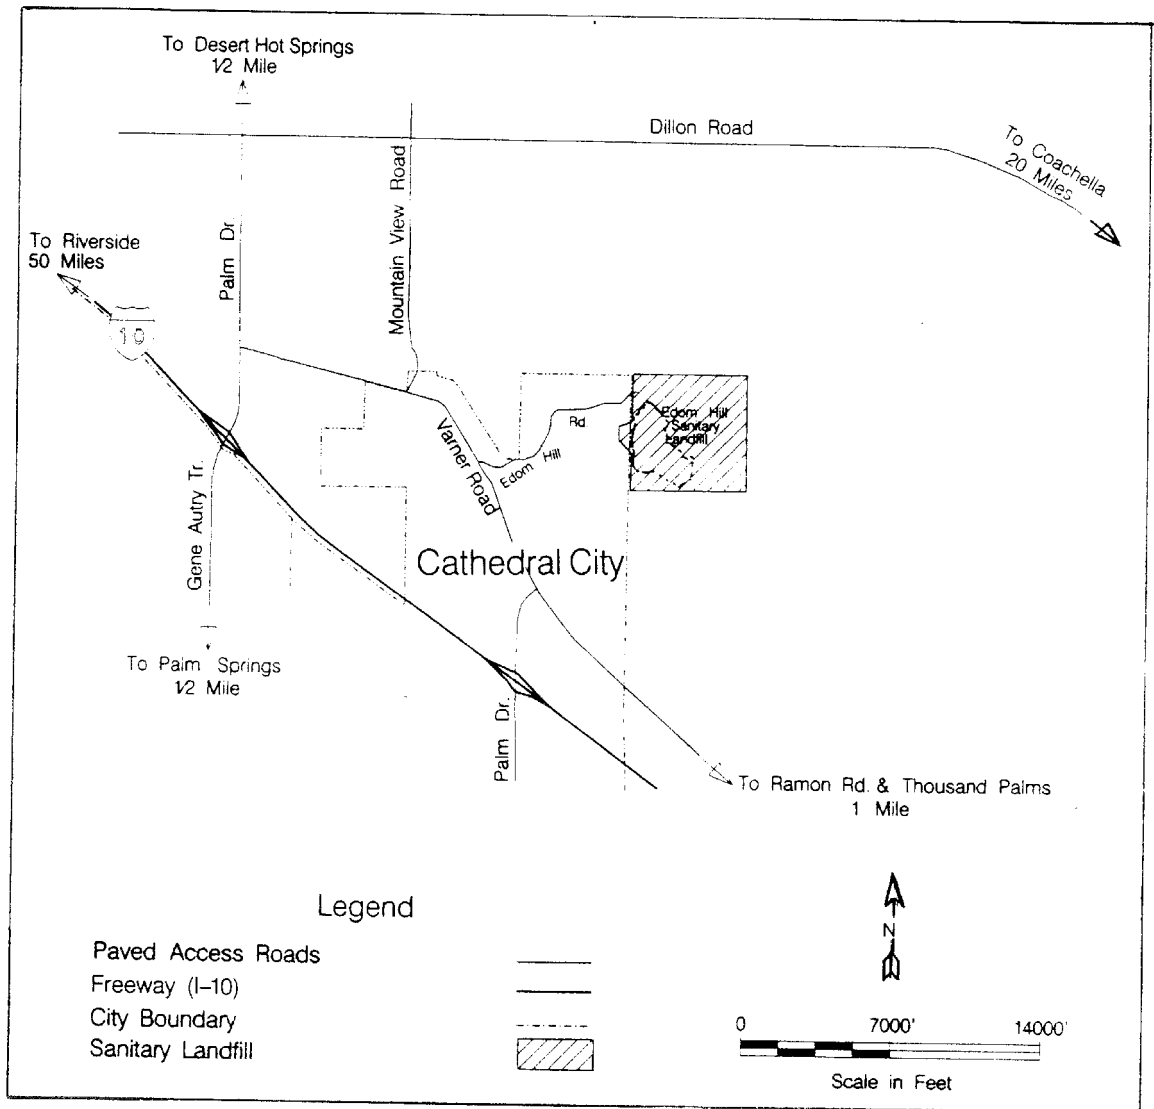 To Desert Hot Springs
1/2 Mile
Dillon Road
To Coachella
20 Miles
Mountain View Road
Palm Dr.
To Riverside
50 Miles
10
Edom Hill
Sanitary
Landfill
Rd.
Edom Hill
Varner Road
Gene Autry Tr.
Cathedral City
To Palm Springs
1/2 Mile
Palm Dr.
To Ramon Rd. & Thousand Palms
1 Mile
N
Legend
Paved Access Roads
Freeway (I-10)
City Boundary
Sanitary Landfill
0 7000' 14000'
Scale in Feet